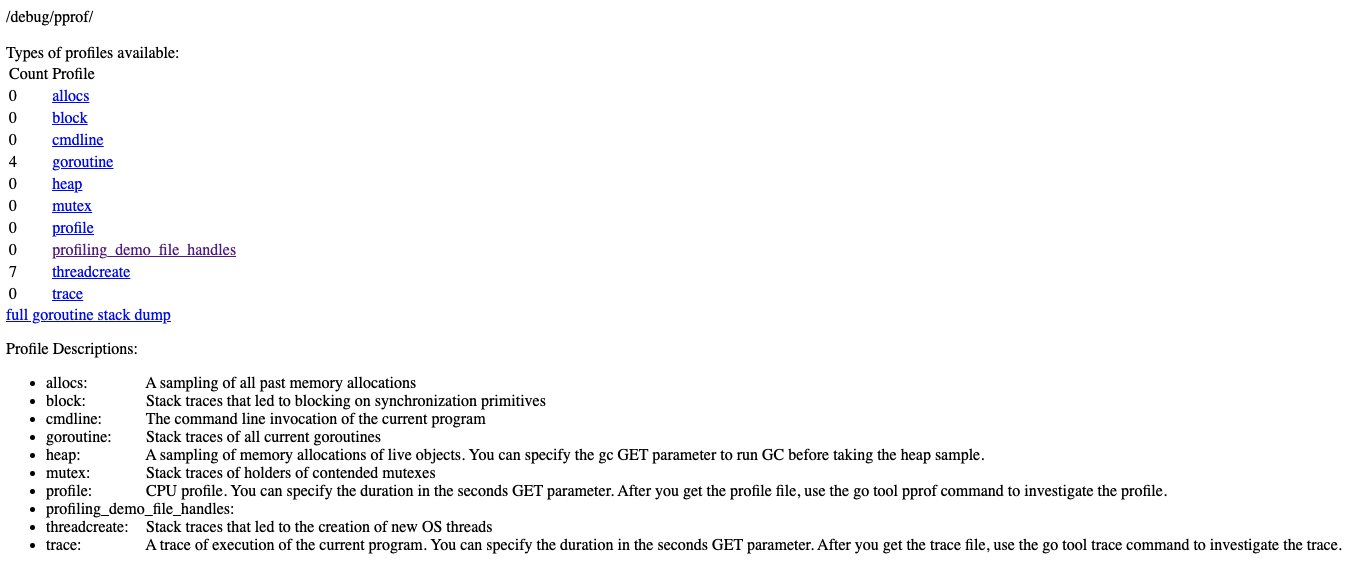 /debug/pprof/
Types of profiles available:
Count Profile
0 allocs
0 block
0 cmdline
4 goroutine
0 heap
0 mutex
0 profile
0 profiling_demo_file_handles
7 threadcreate
0 trace
full goroutine stack dump
Profile Descriptions:
• allocs: A sampling of all past memory allocations
• block: Stack traces that led to blocking on synchronization primitives
• cmdline: The command line invocation of the current program
• goroutine: Stack traces of all current goroutines
• heap: A sampling of memory allocations of live objects. You can specify the gc GET parameter to run GC before taking the heap sample.
• mutex: Stack traces of holders of contended mutexes
• profile: CPU profile. You can specify the duration in the seconds GET parameter. After you get the profile file, use the go tool pprof command to investigate the profile.
• profiling_demo_file_handles:
• threadcreate: Stack traces that led to the creation of new OS threads
• trace: A trace of execution of the current program. You can specify the duration in the seconds GET parameter. After you get the trace file, use the go tool trace command to investigate the trace.